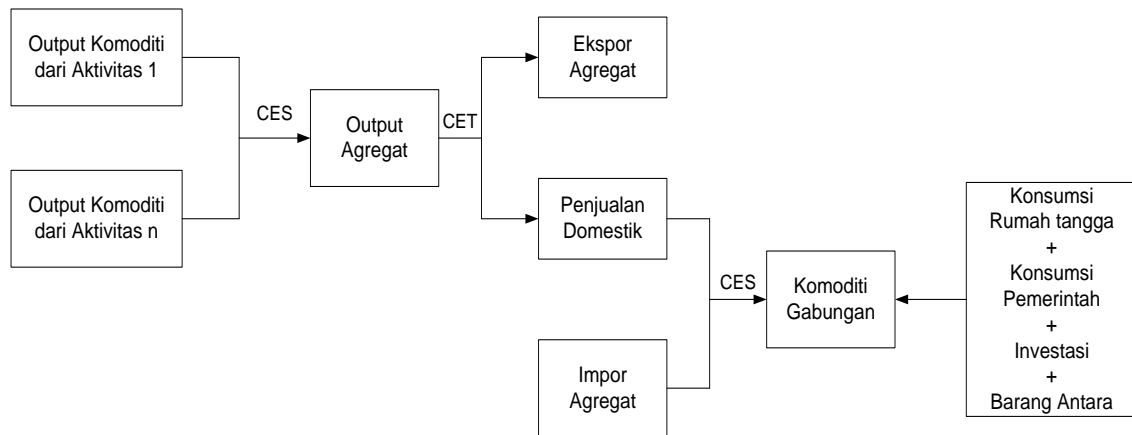 Output Komoditi
dari Aktivitas 1
Output Komoditi
dari Aktivitas n
CES
Output
Agregat
CET
Ekspor
Agregat
Penjualan
Domestik
Impor
Agregat
CES
Komoditi
Gabungan
Konsumsi
Rumah tangga
+
Konsumsi
Pemerintah
+
Investasi
+
Barang Antara